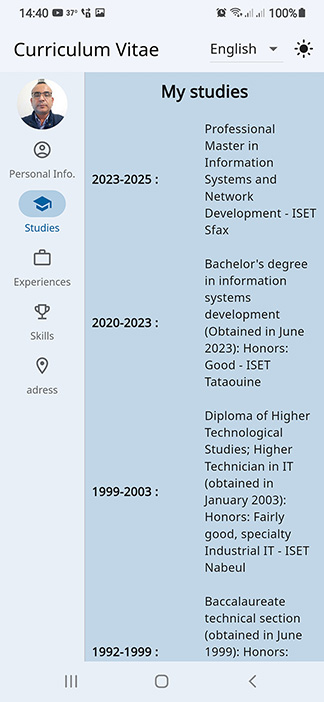 14:40 37° 100%
Curriculum Vitae
English
My studies
Personal Info.
Studies
Experiences
Skills
adress
2023-2025 :
Professional
Master in
Information
Systems and
Network
Development - ISET
Sfax
2020-2023 :
Bachelor's degree
in information
systems
development
(Obtained in June
2023): Honors:
Good - ISET
Tataouine
1999-2003 :
Diploma of Higher
Technological
Studies; Higher
Technician in IT
(obtained in
January 2003):
Honors: Fairly
good, specialty
Industrial IT - ISET
Nabeul
1992-1999 :
Baccalaureate
technical section
(obtained in June
1999): Honors: